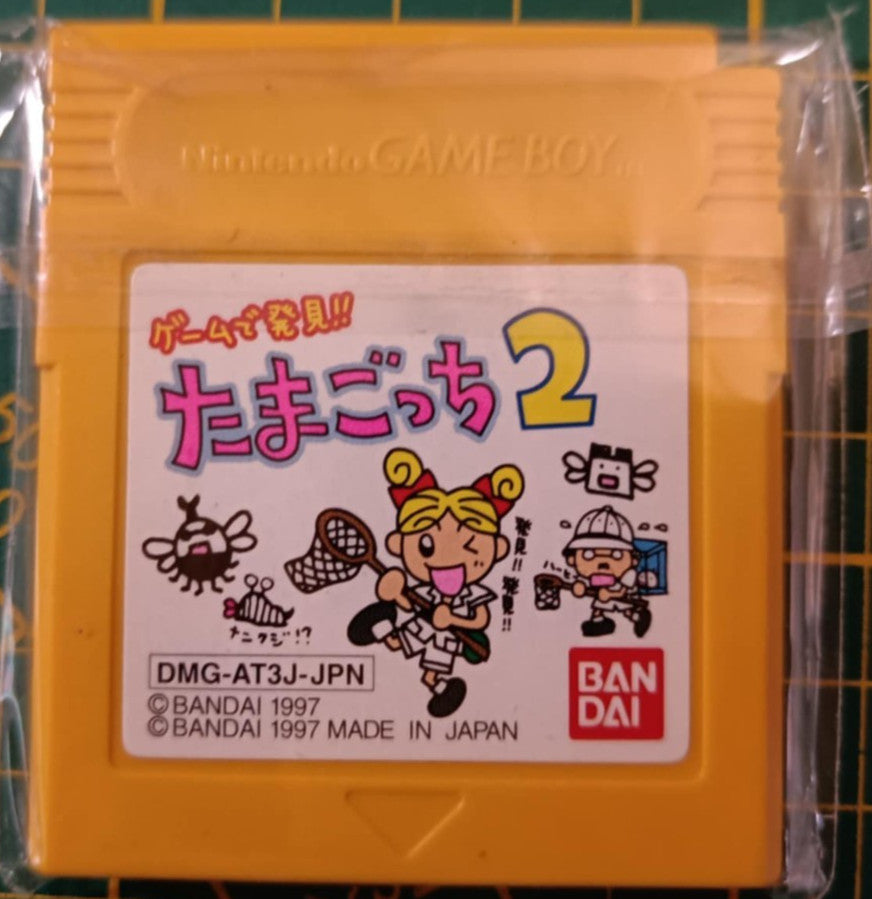 Nintendo GAME BOY
ゲームで発見!!
たまごっち2
発見!!
発見!!
ナニクジ!?
DMG-AT3J-JPN
©BANDAI 1997
©BANDAI 1997 MADE IN JAPAN
BAN
DAI